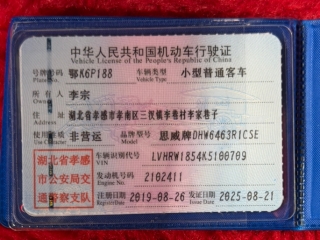 中华人民共和国机动车行驶证
Vehicle License of the People's Republic of China
号牌号码 鄂K6P188 车辆类型 小型普通客车
Plate No. Vehicle Type
所有人 李宗
Owner
住址 湖北省孝感市孝南区三汊镇李巷村李家巷子
Address
使用性质 非营运 品牌型号 思威牌DHW6463R1CSE
Use Character Model
车辆识别代号 LVHRW1854K5100709
VIN
湖北省孝感
市公安局交
通警察支队
发动机号码 2102411
Engine No.
注册日期 2019-08-26 发证日期 2025-08-21
Register Date Issue Date